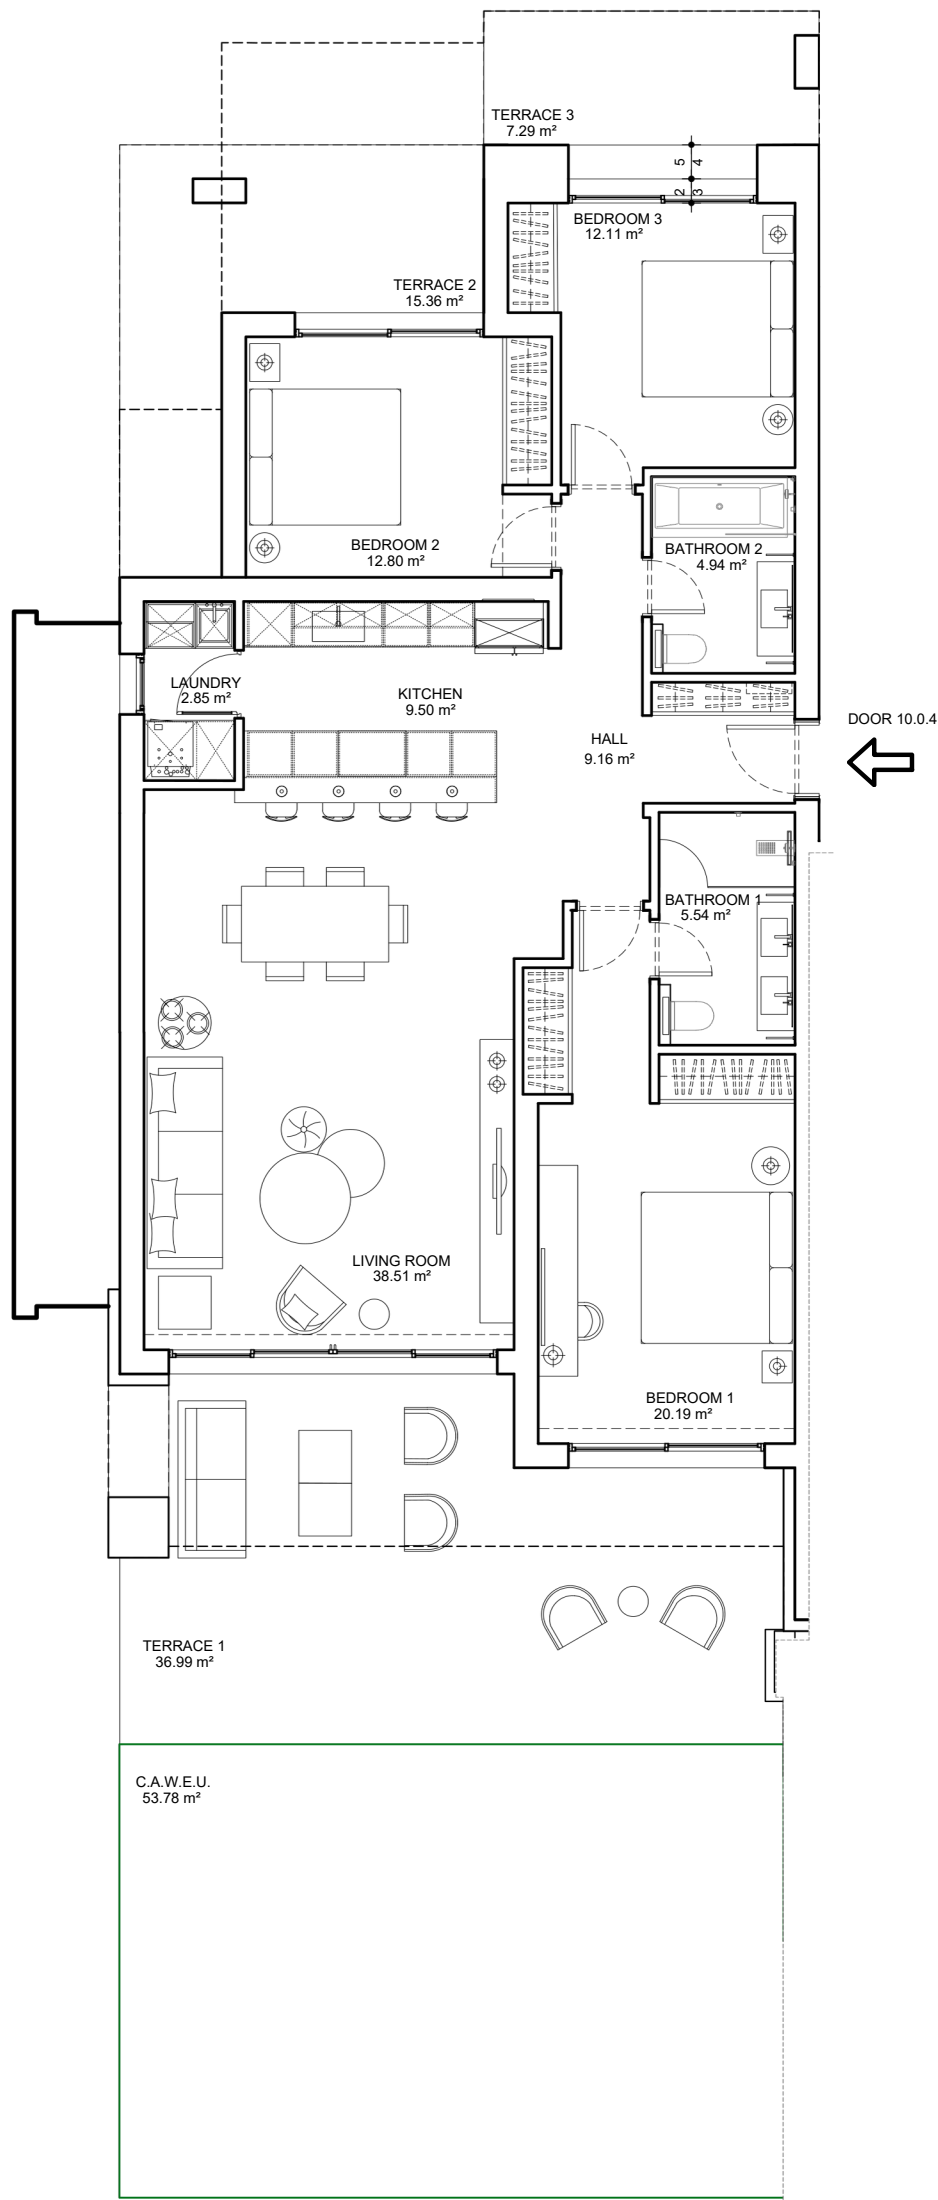 TERRACE 3
7.29 m²
5 4
2 3
BEDROOM 3
12.11 m²
TERRACE 2
15.36 m²
BEDROOM 2
12.80 m²
BATHROOM 2
4.94 m²
LAUNDRY
2.85 m²
KITCHEN
9.50 m²
HALL
9.16 m²
DOOR 10.0.4
BATHROOM 1
5.54 m²
LIVING ROOM
38.51 m²
BEDROOM 1
20.19 m²
TERRACE 1
36.99 m²
C.A.W.E.U.
53.78 m²